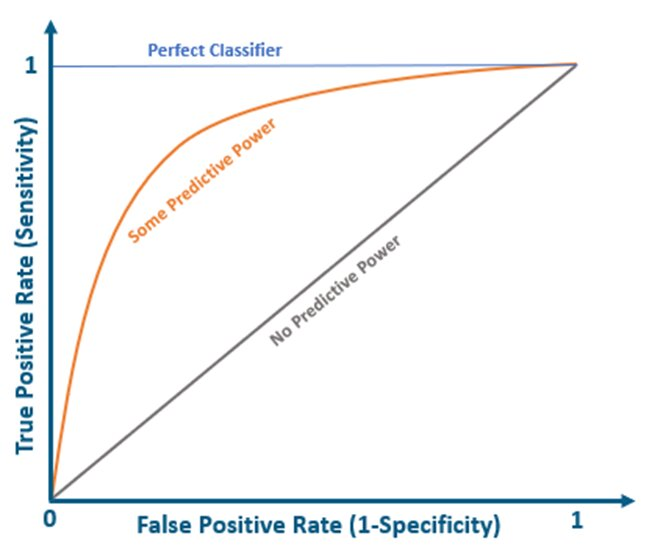 Perfect Classifier
1
Some Predictive Power
No Predictive Power
True Positive Rate (Sensitivity)
0
False Positive Rate (1-Specificity)
1